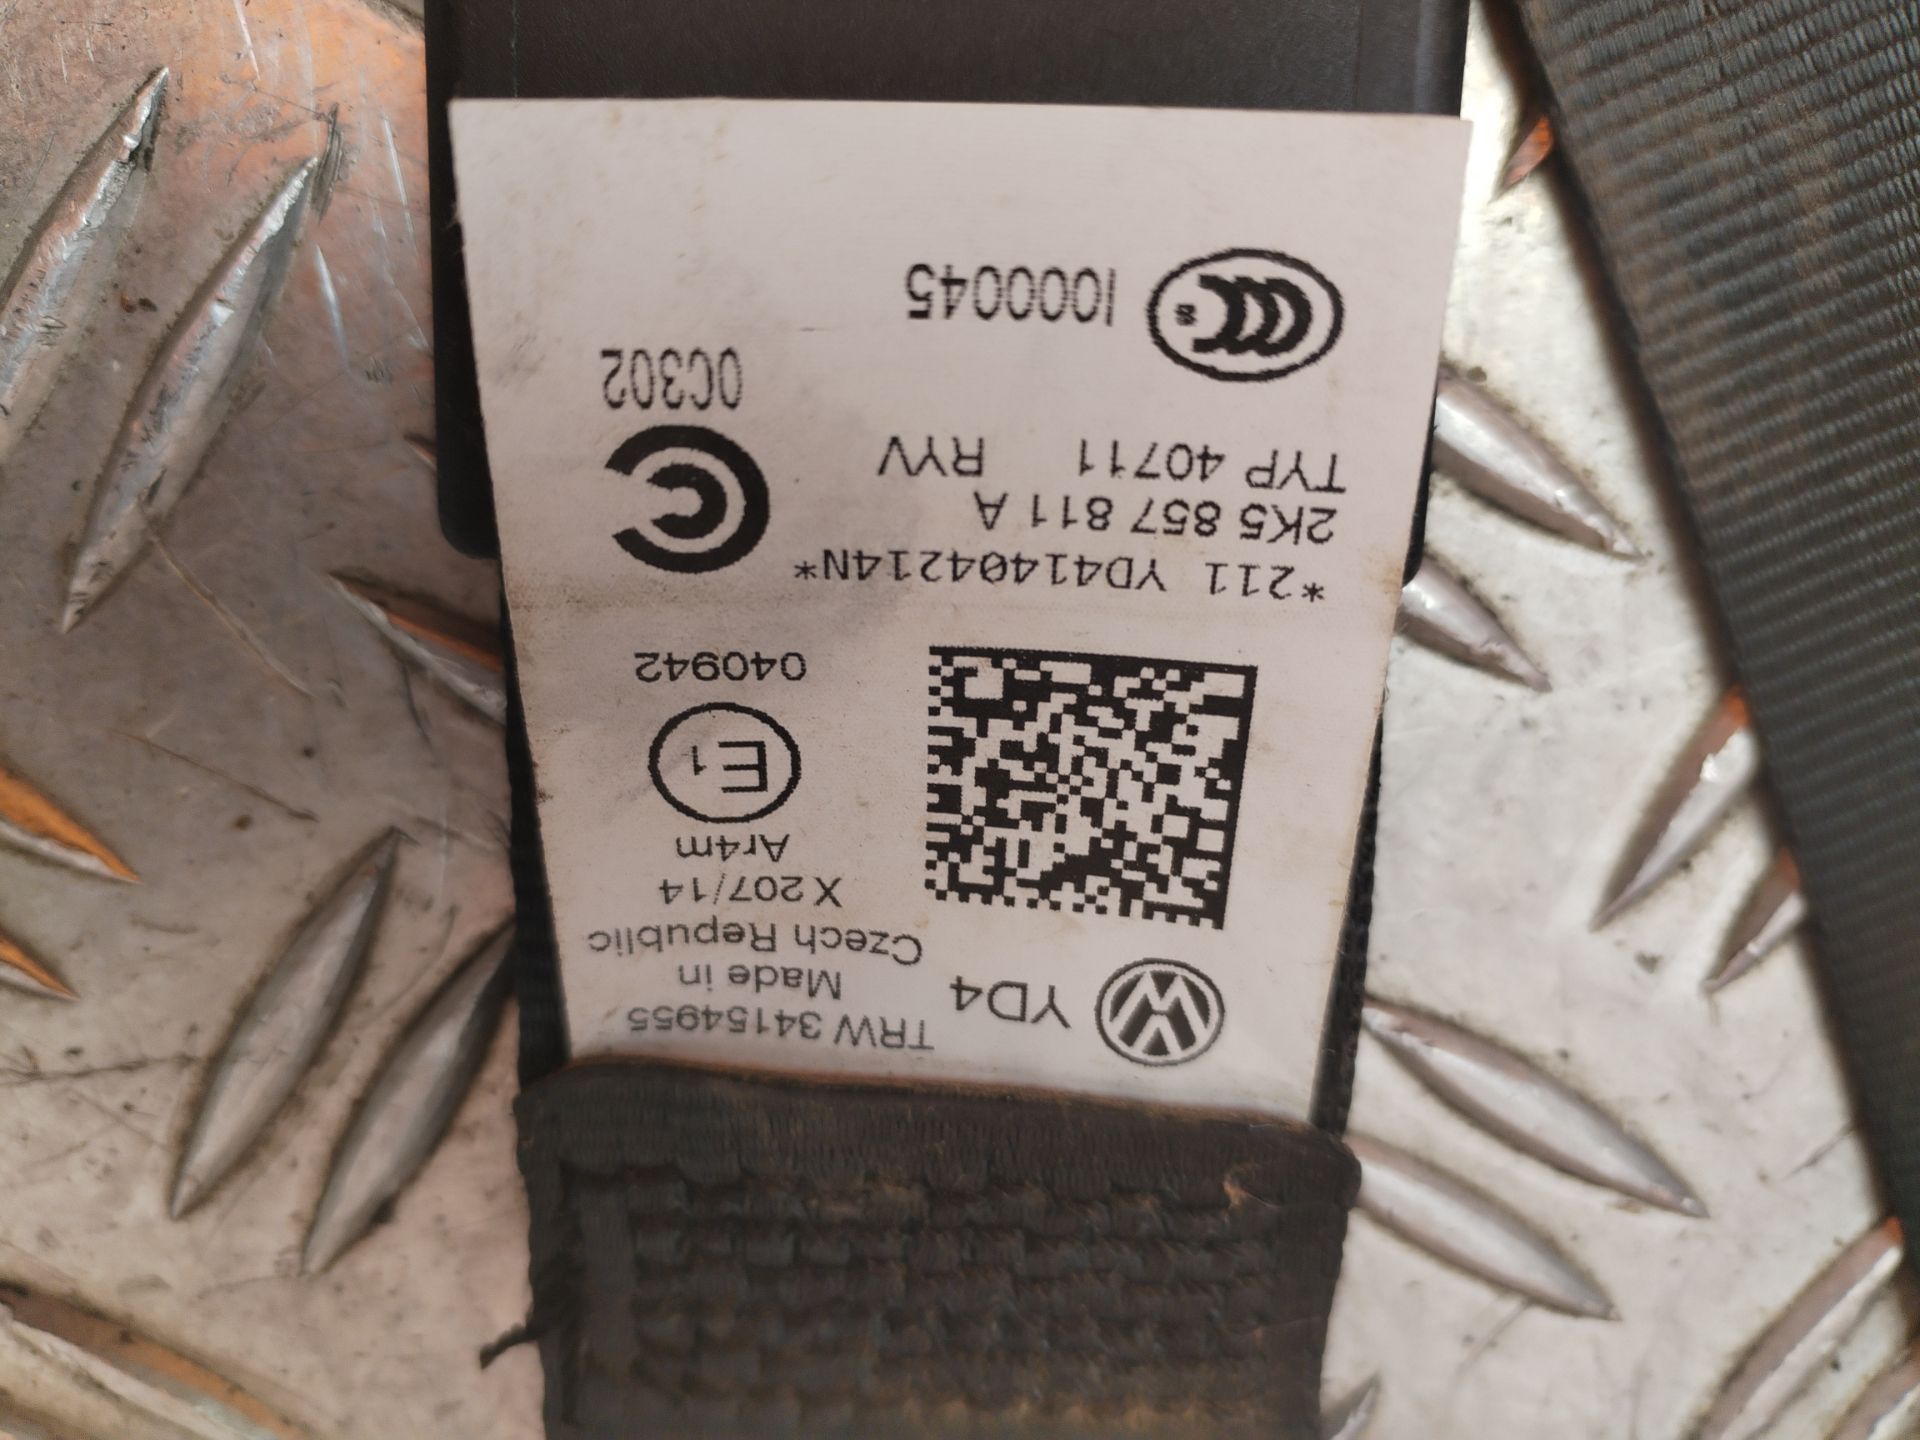 TRW 34154955
YD4
Made in
Czech Republic
X 207/14
Ar4m
E1
040942
*211 YD41404214N*
2K5 857 811 A
TYP 40711 RYV
0C302
CCC S
I000045